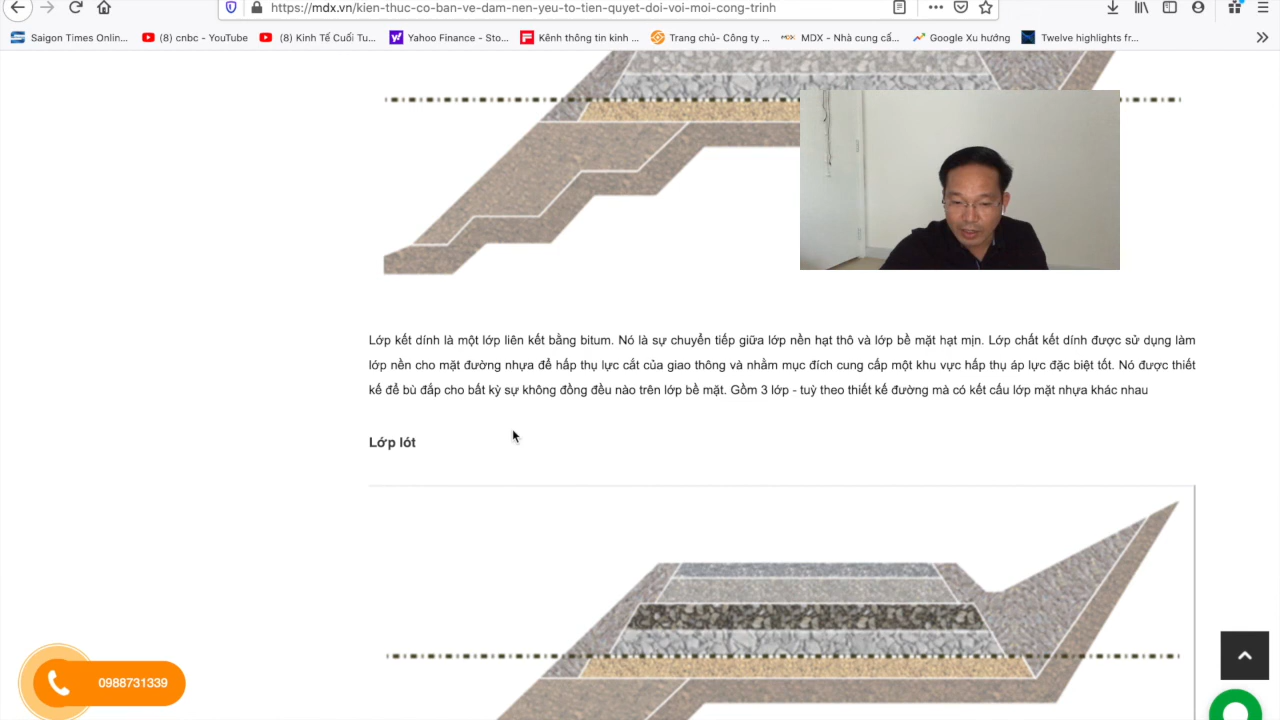 https://mdx.vn/kien-thuc-co-ban-ve-dam-nen-yeu-to-tien-quyet-doi-voi-moi-cong-trinh
Saigon Times Onlin... (8) cnbc - YouTube (8) Kinh Tế Cuối Tu... Yahoo Finance - Sto... Kênh thông tin kinh ... Trang chủ- Công ty ... MDX - Nhà cung cấ... Google Xu hướng Twelve highlights fr...
Lớp kết dính là một lớp liên kết bằng bitum. Nó là sự chuyển tiếp giữa lớp nền hạt thô và lớp bề mặt hạt mịn. Lớp chất kết dính được sử dụng làm
lớp nền cho mặt đường nhựa để hấp thụ lực cắt của giao thông và nhằm mục đích cung cấp một khu vực hấp thụ áp lực đặc biệt tốt. Nó được thiết
kế để bù đắp cho bất kỳ sự không đồng đều nào trên lớp bề mặt. Gồm 3 lớp - tuỳ theo thiết kế đường mà có kết cấu lớp mặt nhựa khác nhau
Lớp lót
0988731339